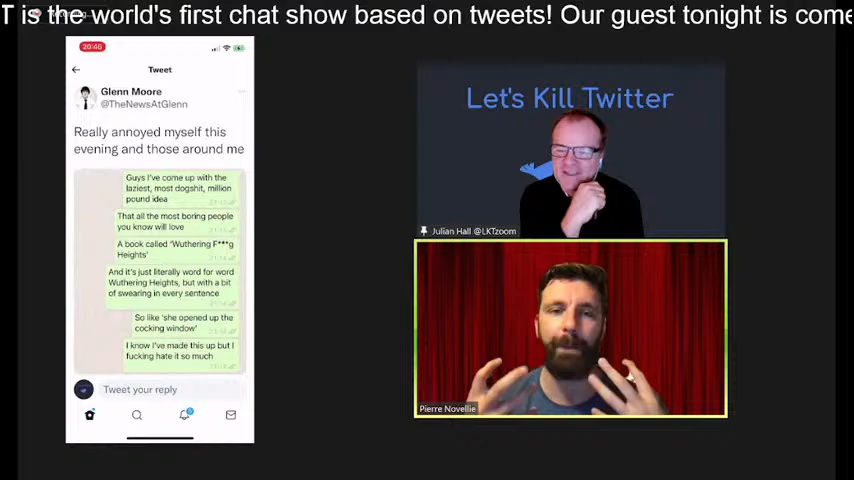 T is the world's first chat show based on tweets! Our guest tonight is come
20:46
Tweet
Glenn Moore
@TheNewsAtGlenn
Really annoyed myself this
evening and those around me
Guys I've come up with the
laziest, most dogshit, million
pound idea
That all the most boring people
you know will love
A book called 'Wuthering F***g
Heights'
And it's just literally word for word
Wuthering Heights, but with a bit
of swearing in every sentence
So like 'she opened up the
cocking window'
I know I've made this up but I
fucking hate it so much
Tweet your reply
Let's Kill Twitter
Julian Hall @LKTzoom
Pierre Novellie